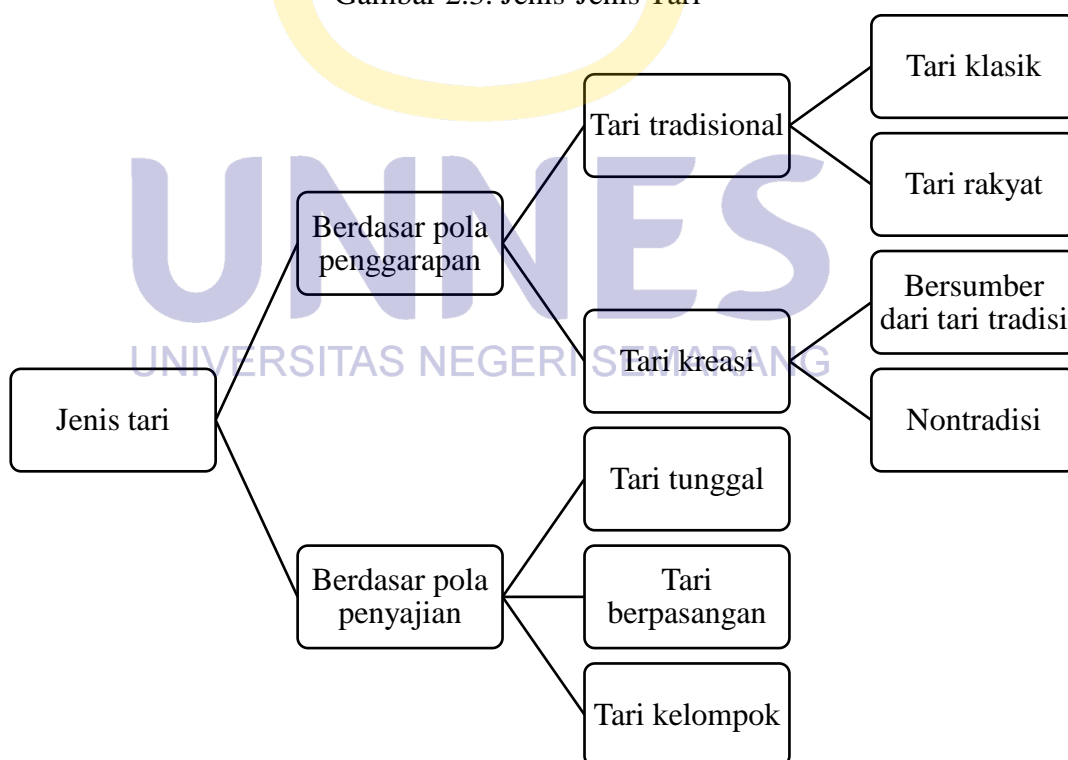 Gambar 2.3. Jenis-Jenis Tari
Tari klasik
Tari tradisional
Tari rakyat
Berdasar pola
penggarapan
Bersumber
dari tari tradisi
Tari kreasi
Nontradisi
Jenis tari
Tari tunggal
Berdasar pola
penyajian
Tari
berpasangan
Tari kelompok
UNNES
UNIVERSITAS NEGERI SEMARANG